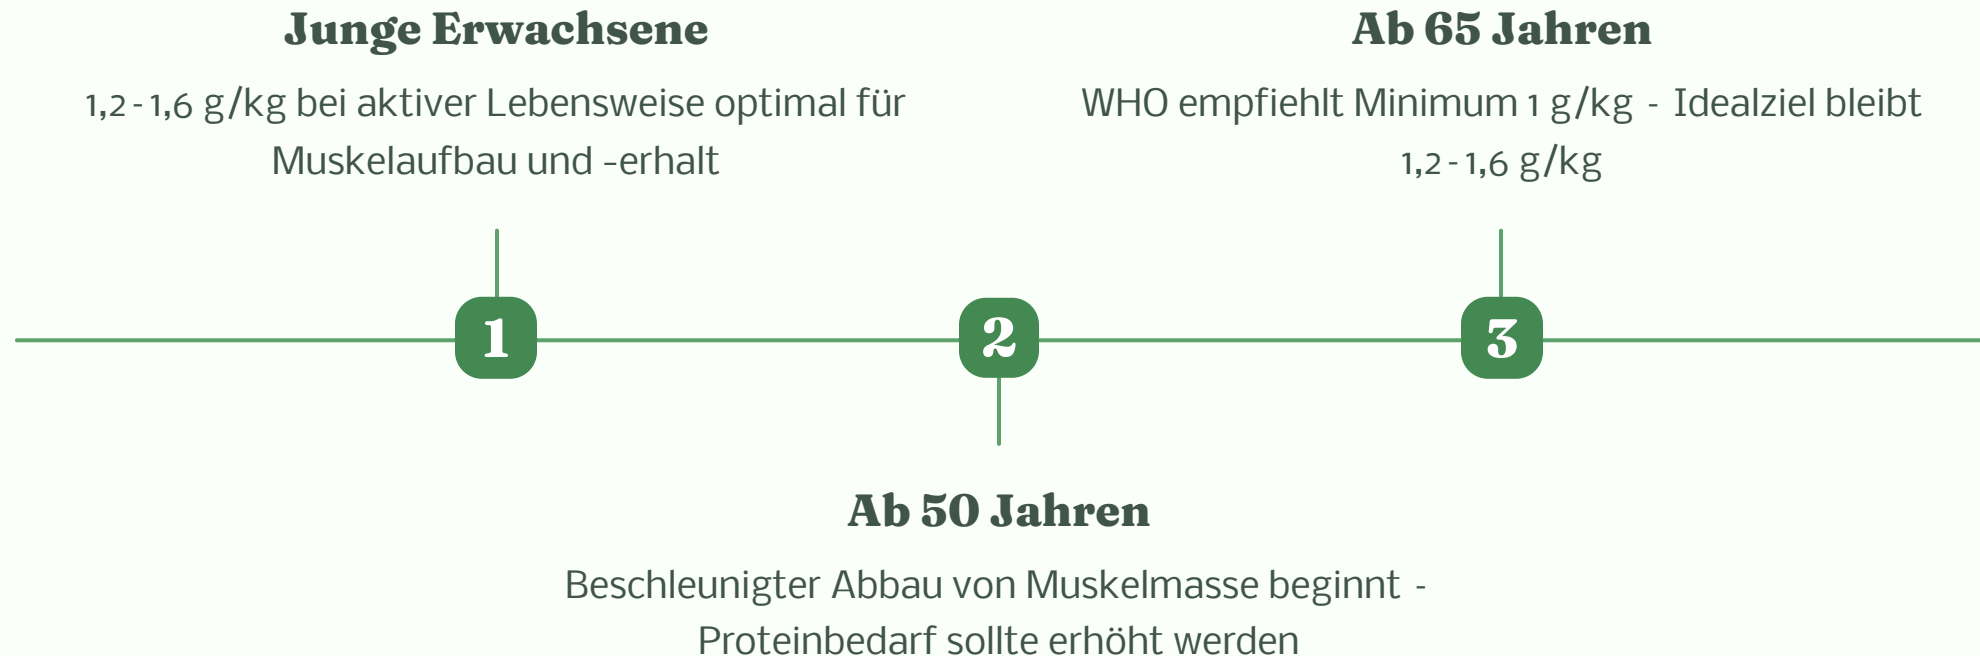 Junge Erwachsene
1,2-1,6 g/kg bei aktiver Lebensweise optimal für
Muskelaufbau und -erhalt
Ab 65 Jahren
WHO empfiehlt Minimum 1 g/kg - Idealziel bleibt
1,2-1,6 g/kg
1
2
3
Ab 50 Jahren
Beschleunigter Abbau von Muskelmasse beginnt -
Proteinbedarf sollte erhöht werden